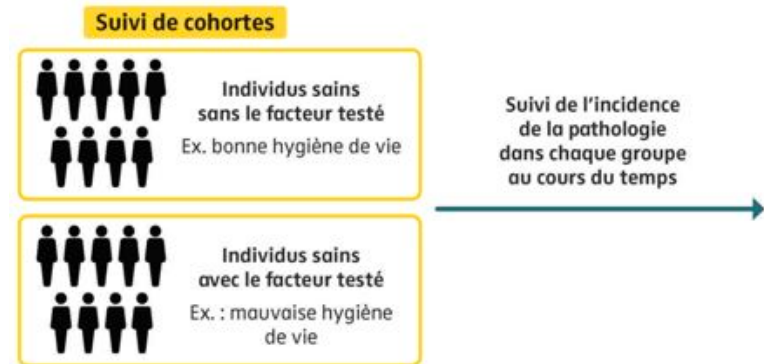 Suivi de cohortes
Individus sains
sans le facteur testé
Ex. bonne hygiène de vie
Suivi de l'incidence
de la pathologie
dans chaque groupe
au cours du temps
Individus sains
avec le facteur testé
Ex. : mauvaise hygiène
de vie